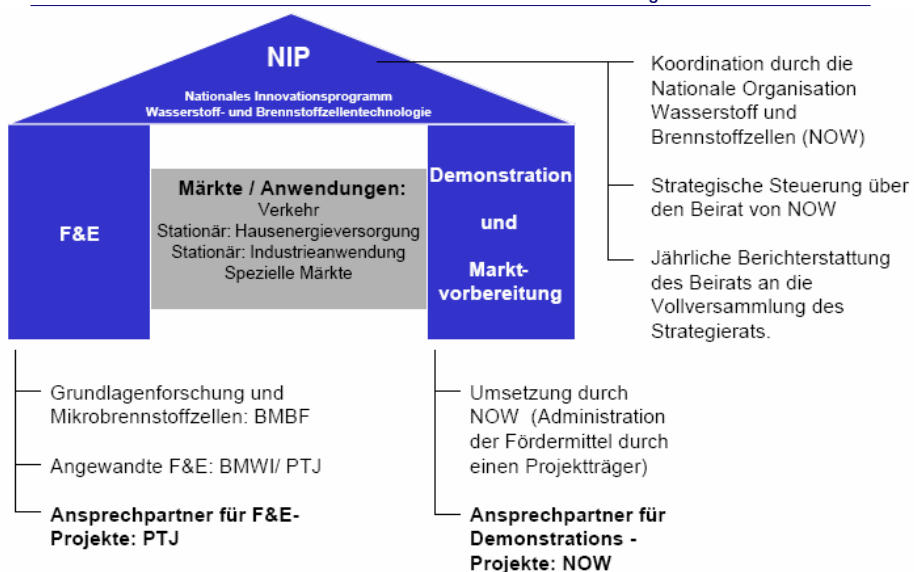 NIP
Nationales Innovationsprogramm
Wasserstoff- und Brennstoffzellentechnologie
F&E
Märkte / Anwendungen:
Verkehr
Stationär: Hausenergieversorgung
Stationär: Industrieanwendung
Spezielle Märkte
Demonstration
und
Markt-
vorbereitung
Koordination durch die
Nationale Organisation
Wasserstoff und
Brennstoffzellen (NOW)
Strategische Steuerung über
den Beirat von NOW
Jährliche Berichterstattung
des Beirats an die
Vollversammlung des
Strategierats.
Grundlagenforschung und
Mikrobrennstoffzellen: BMBF
Angewandte F&E: BMWI/ PTJ
Ansprechpartner für F&E-
Projekte: PTJ
Umsetzung durch
NOW  (Administration
der Fördermittel durch
einen Projektträger)
Ansprechpartner für
Demonstrations -
Projekte: NOW